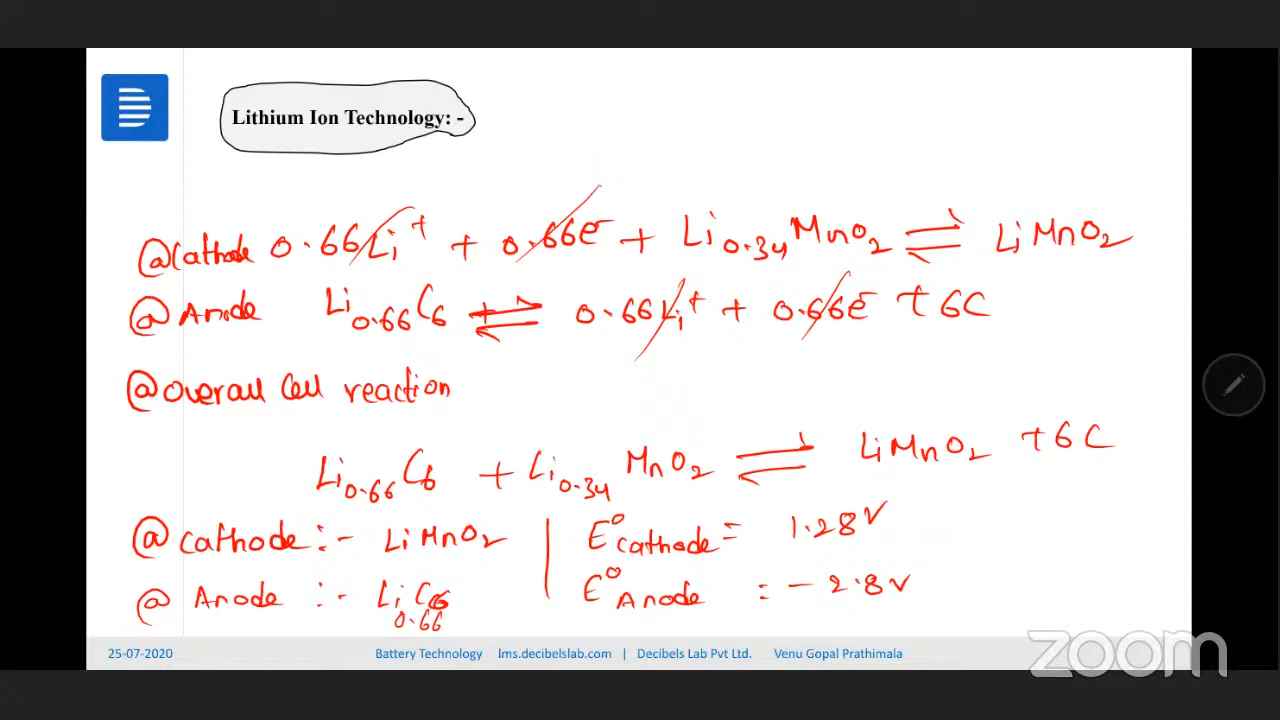 Lithium Ion Technology: -
@Cathode 0.66Li⁺ + 0.66e⁻ + Li₀.₃₄MnO₂ ⇌ LiMnO₂
@ Anode Li₀.₆₆C₆ ⇌ 0.66Li⁺ + 0.66e⁻ + 6C
@overall Cell reaction
Li₀.₆₆C₆ + Li₀.₃₄MnO₂ ⇌ LiMnO₂ + 6C
@ cathode :- LiMnO₂ | E⁰cathode = 1.28V
@ Anode :- Li₀.₆₆C₆ E⁰Anode = -2.8V
25-07-2020 Battery Technology lms.decibelslab.com | Decibels Lab Pvt Ltd. Venu Gopal Prathimala
zoom